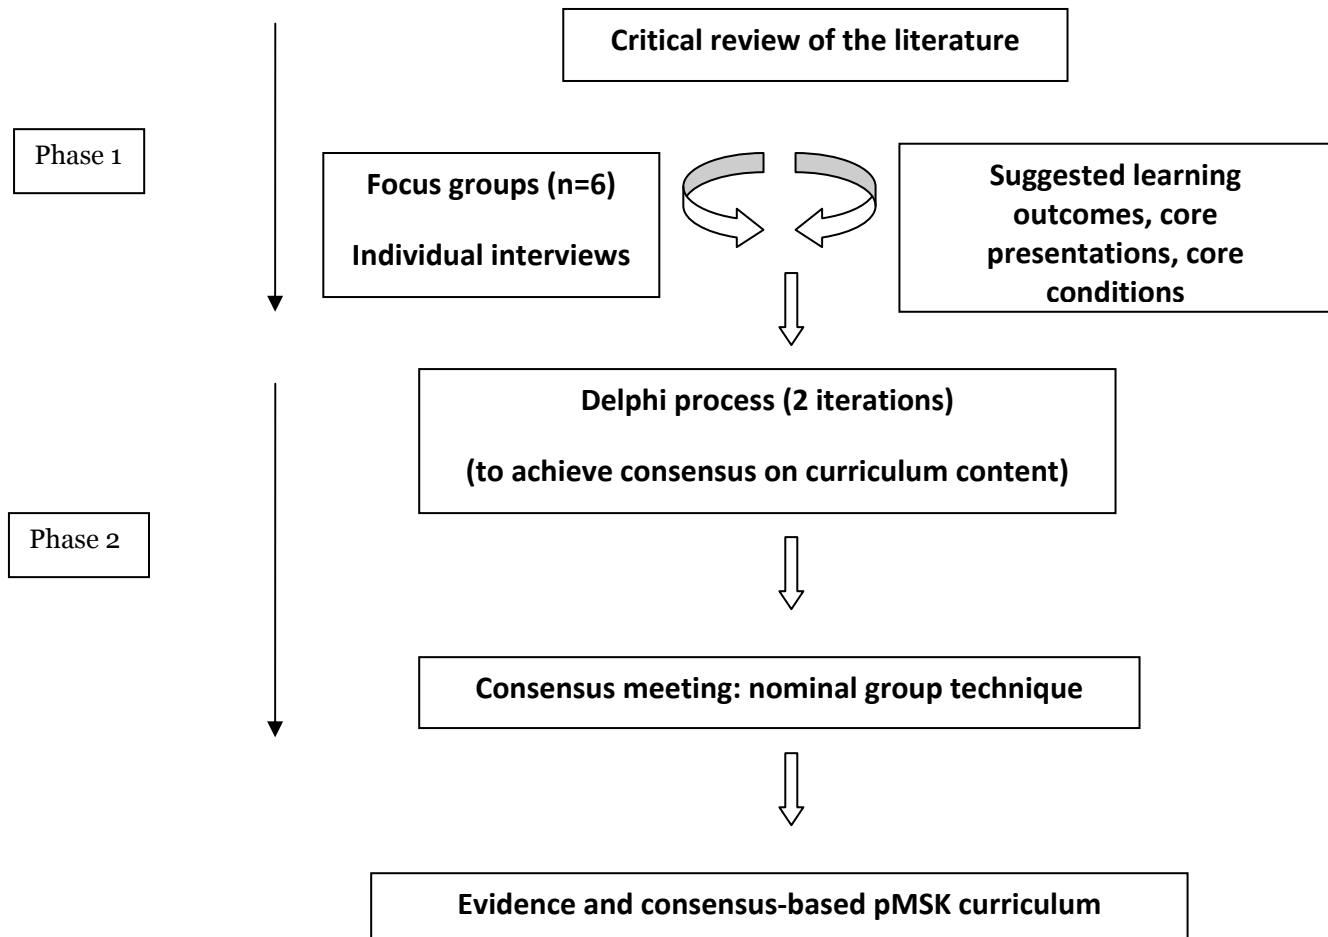 Critical review of the literature
Phase 1
Focus groups (n=6)
Individual interviews
Suggested learning
outcomes, core
presentations, core
conditions
Delphi process (2 iterations)
(to achieve consensus on curriculum content)
Phase 2
Consensus meeting: nominal group technique
Evidence and consensus-based pMSK curriculum